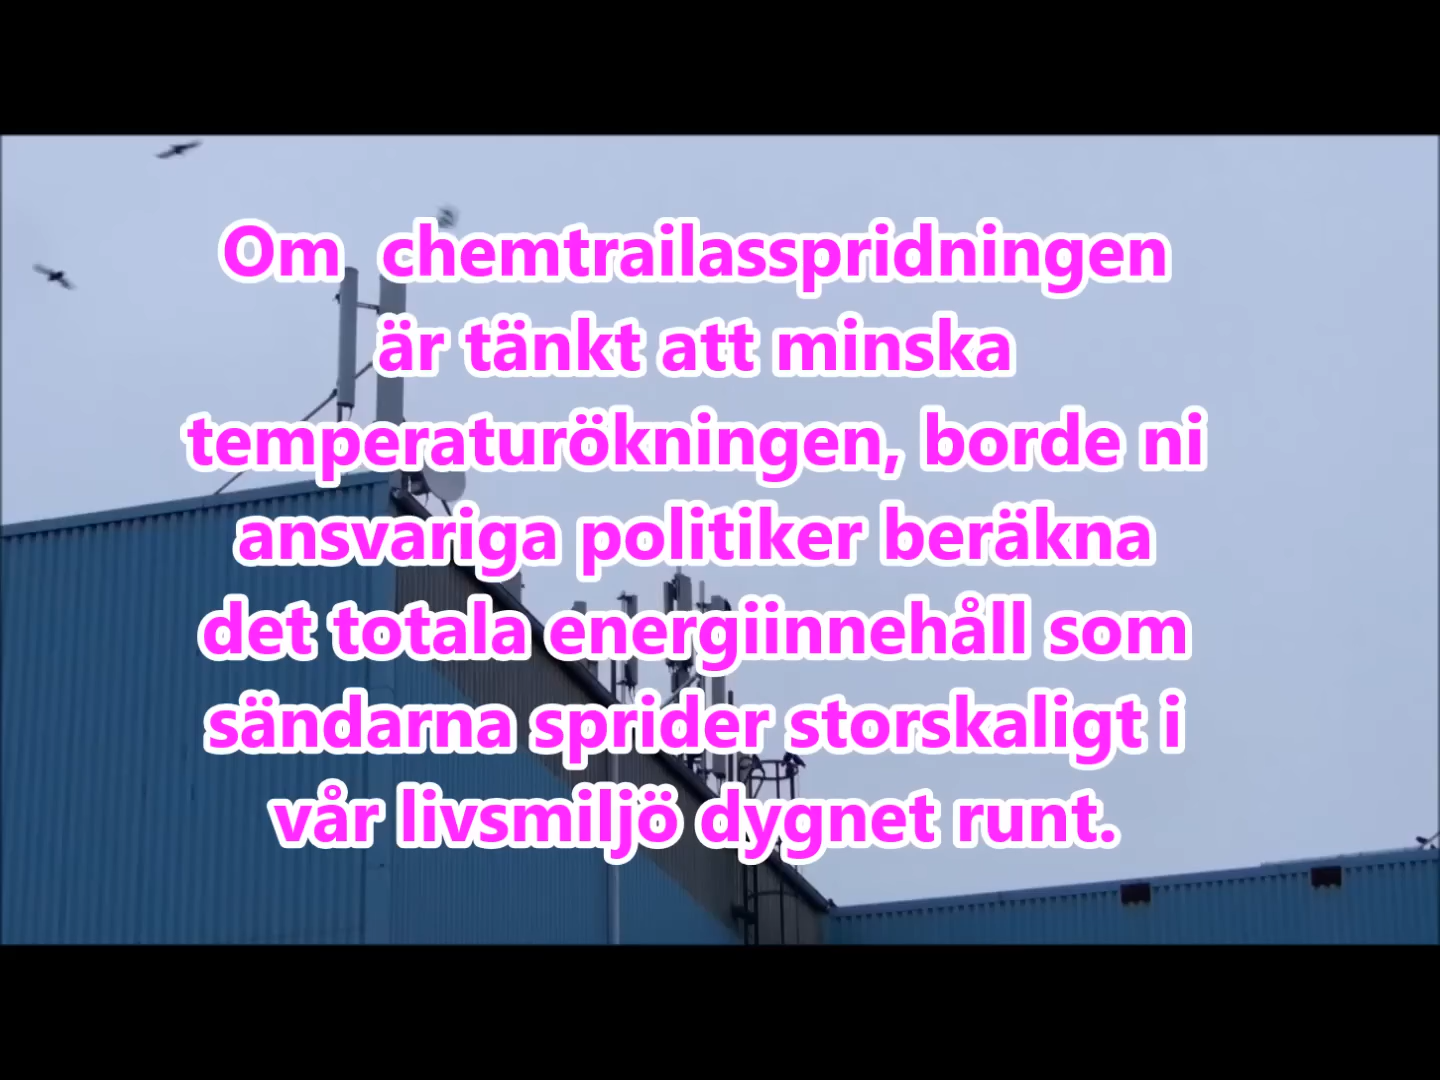 Om  chemtrailasspridningen
är tänkt att minska
temperaturökningen, borde ni
ansvariga politiker beräkna
det totala energiinnehåll som
sändarna sprider storskaligt i
vår livsmiljö dygnet runt.